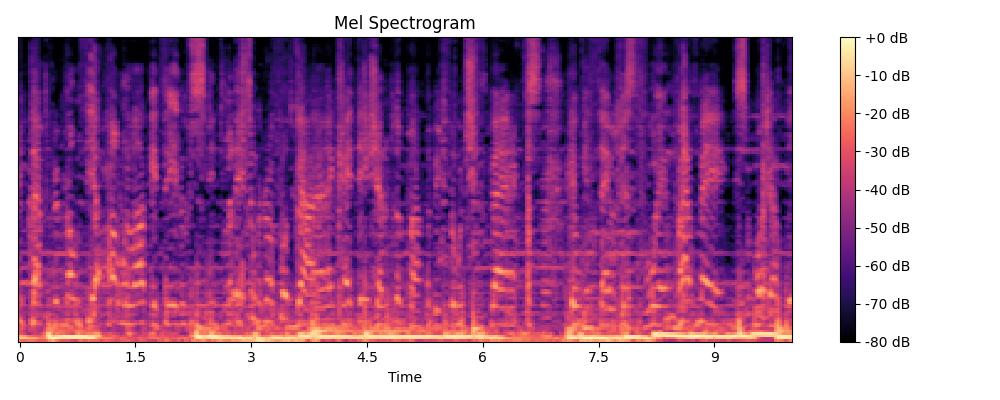 Mel Spectrogram
+0 dB
-10 dB
-20 dB
-30 dB
-40 dB
-50 dB
-60 dB
-70 dB
-80 dB
0 1.5 3 4.5 6 7.5 9
Time